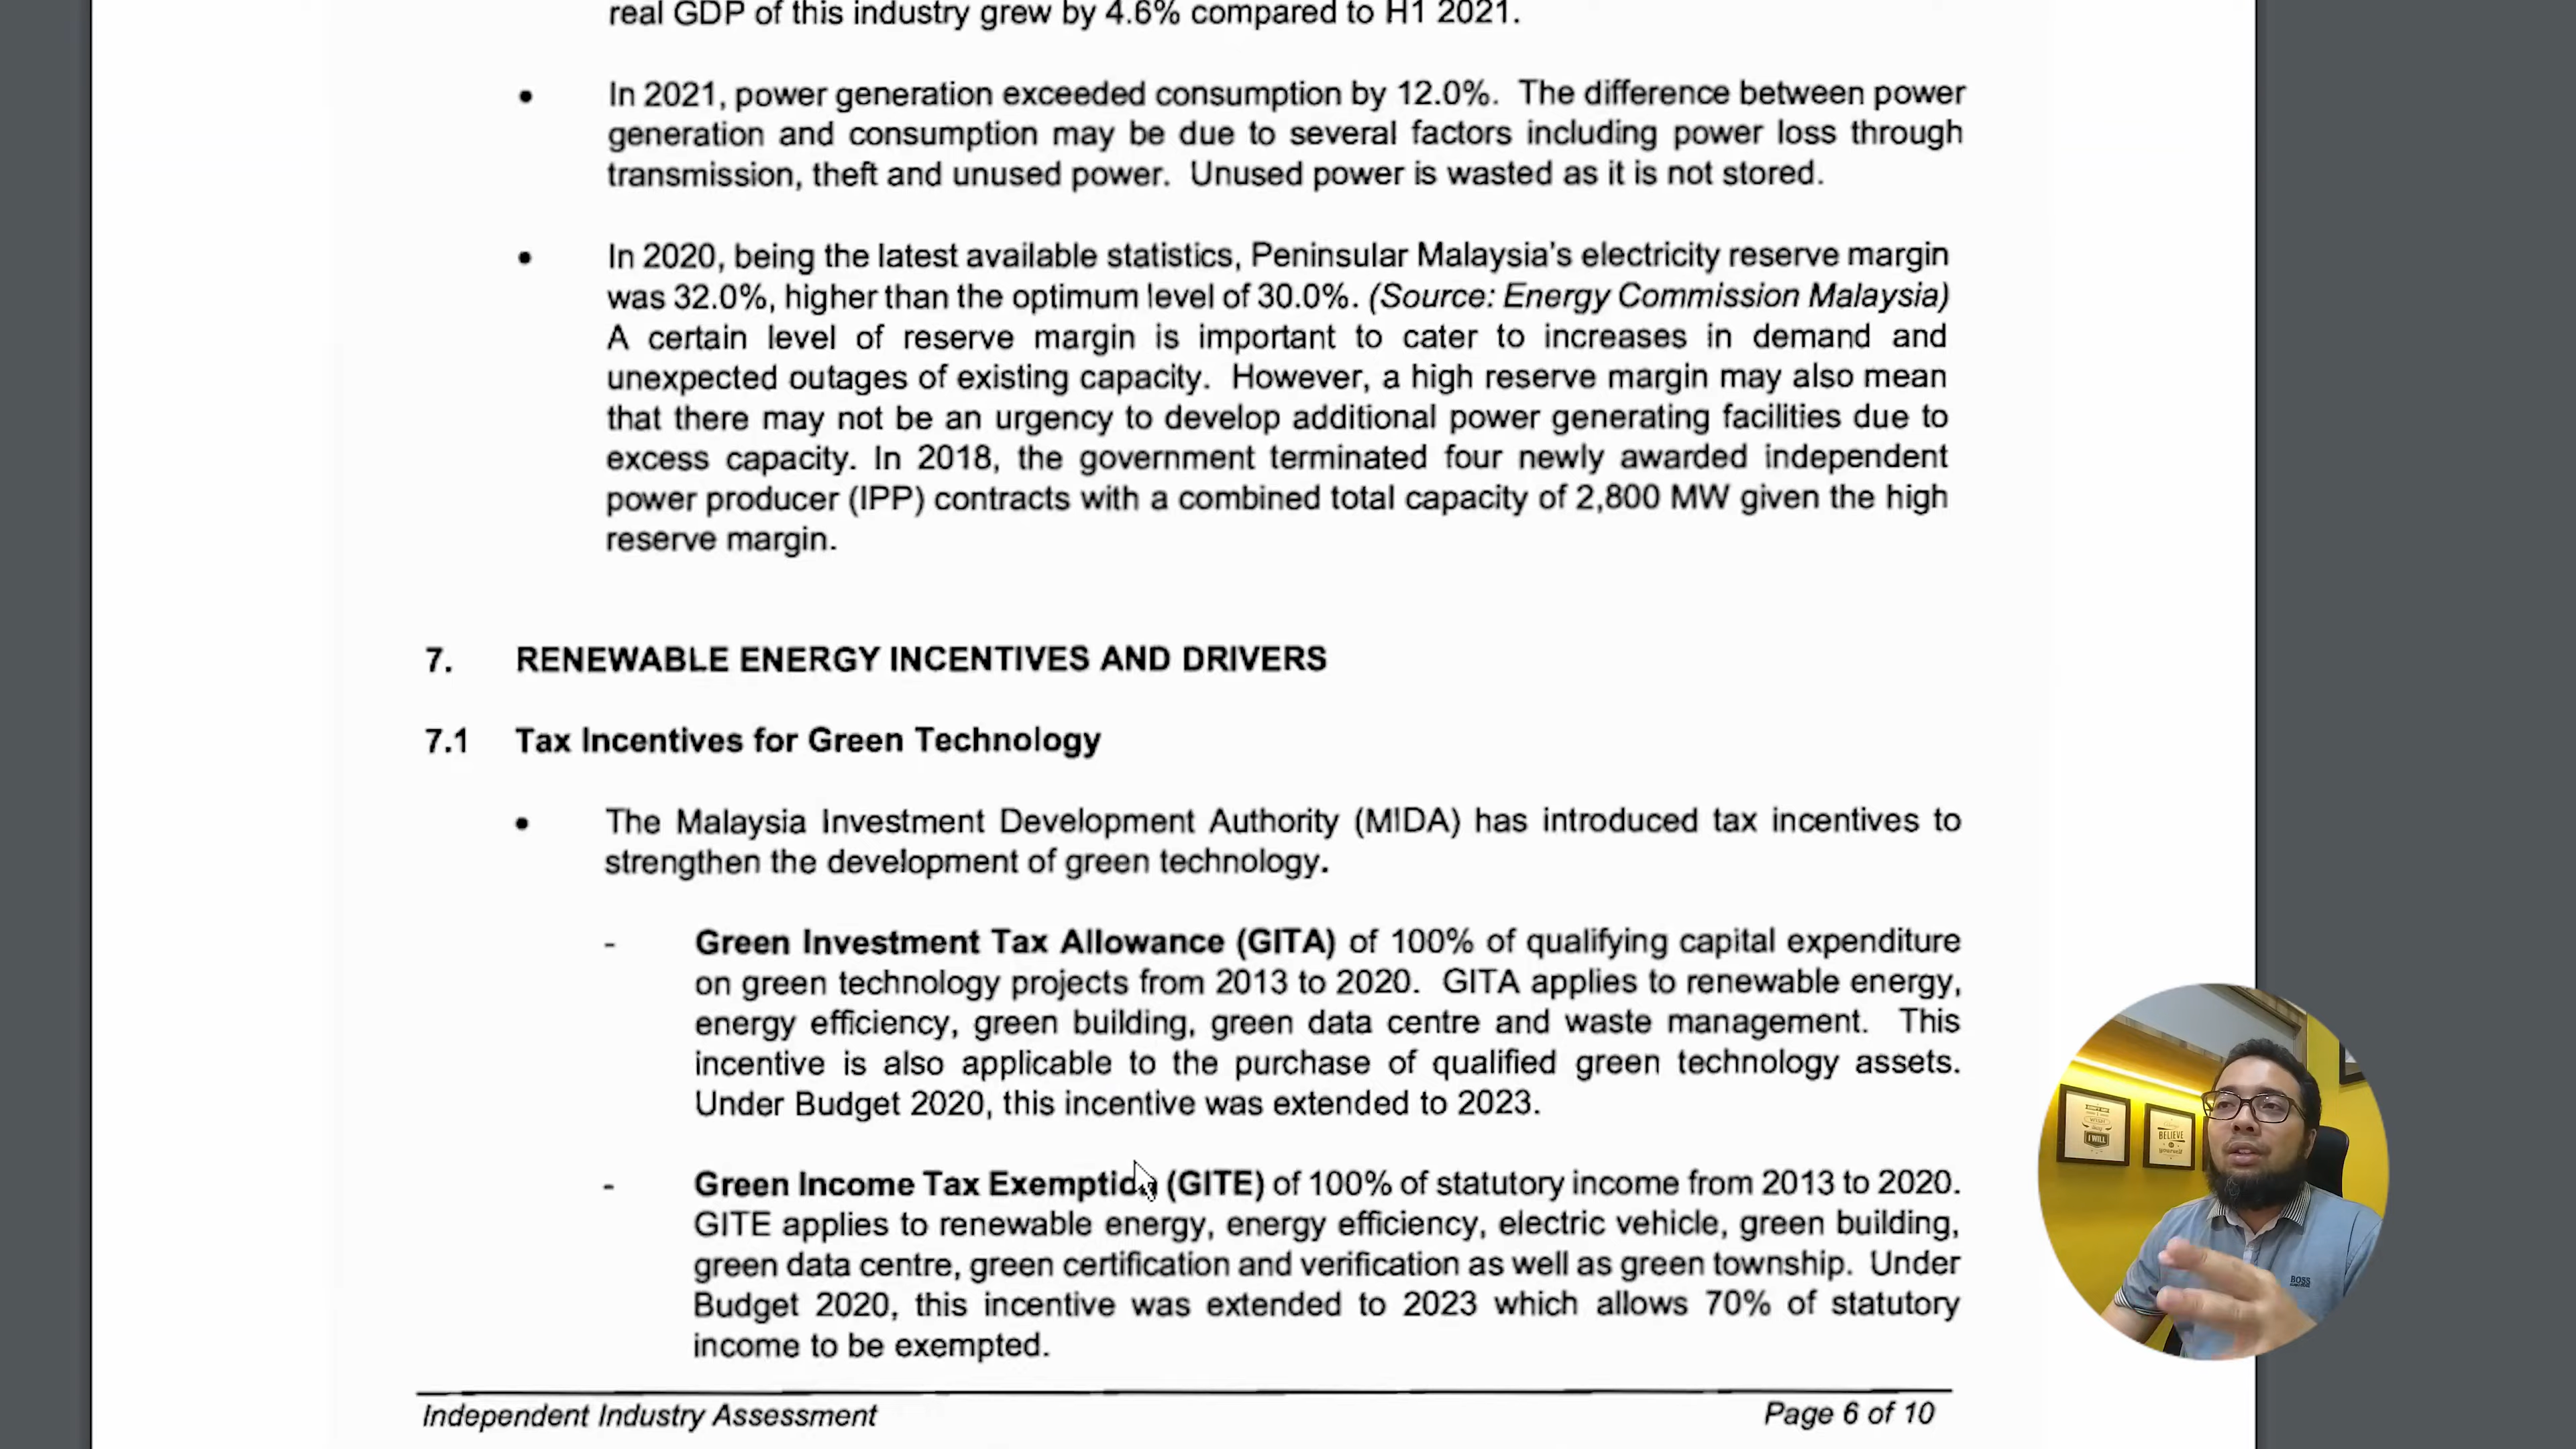 real GDP of this industry grew by 4.6% compared to H1 2021.
• In 2021, power generation exceeded consumption by 12.0%. The difference between power
generation and consumption may be due to several factors including power loss through
transmission, theft and unused power. Unused power is wasted as it is not stored.
• In 2020, being the latest available statistics, Peninsular Malaysia's electricity reserve margin
was 32.0%, higher than the optimum level of 30.0%. (Source: Energy Commission Malaysia)
A certain level of reserve margin is important to cater to increases in demand and
unexpected outages of existing capacity. However, a high reserve margin may also mean
that there may not be an urgency to develop additional power generating facilities due to
excess capacity. In 2018, the government terminated four newly awarded independent
power producer (IPP) contracts with a combined total capacity of 2,800 MW given the high
reserve margin.
7. RENEWABLE ENERGY INCENTIVES AND DRIVERS
7.1 Tax Incentives for Green Technology
• The Malaysia Investment Development Authority (MIDA) has introduced tax incentives to
strengthen the development of green technology.
- Green Investment Tax Allowance (GITA) of 100% of qualifying capital expenditure
on green technology projects from 2013 to 2020. GITA applies to renewable energy,
energy efficiency, green building, green data centre and waste management. This
incentive is also applicable to the purchase of qualified green technology assets.
Under Budget 2020, this incentive was extended to 2023.
- Green Income Tax Exemption (GITE) of 100% of statutory income from 2013 to 2020.
GITE applies to renewable energy, energy efficiency, electric vehicle, green building,
green data centre, green certification and verification as well as green township. Under
Budget 2020, this incentive was extended to 2023 which allows 70% of statutory
income to be exempted.
Independent Industry Assessment
Page 6 of 10
I WILL
BELIEVE
yourself
BOSS